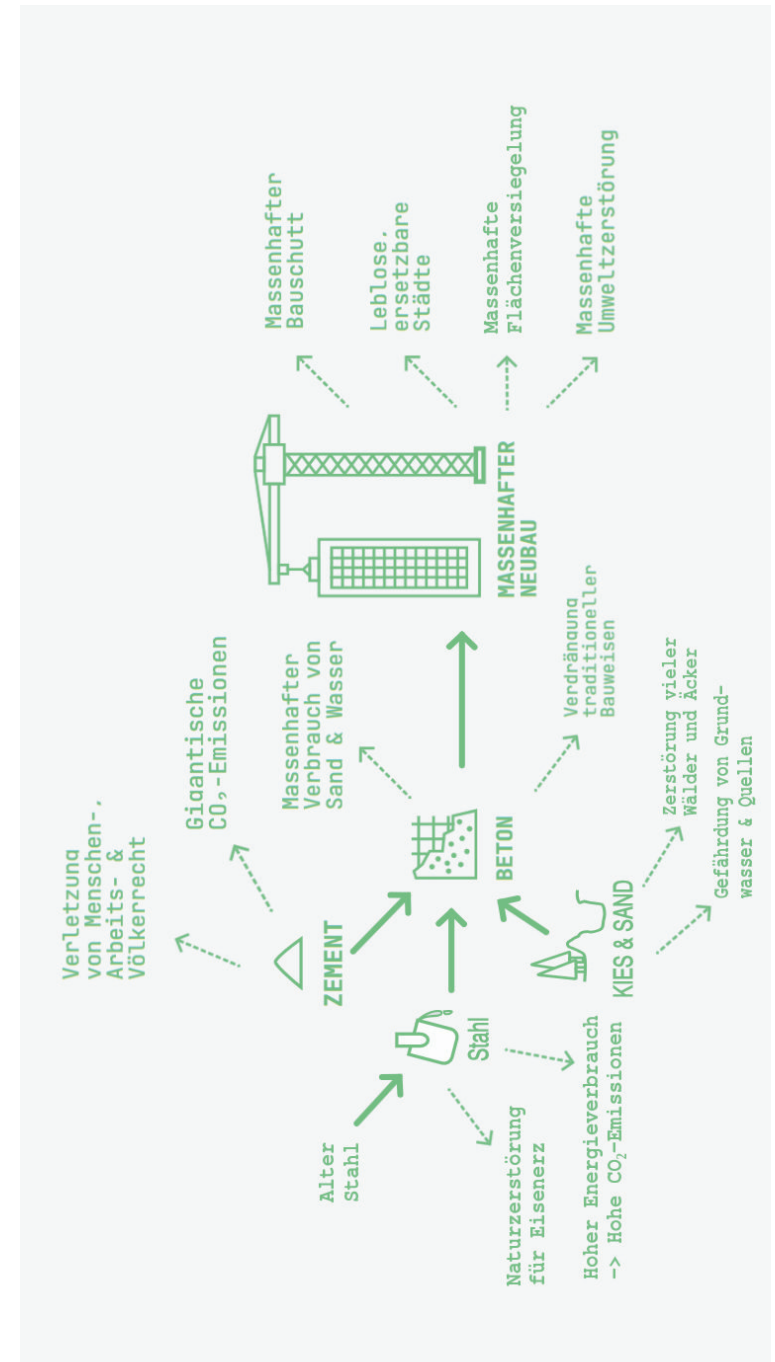 Verletzung
von Menschen-,
Arbeits- &
Völkerrecht
Gigantische
CO₂-Emissionen
ZEMENT
Alter
Stahl
Stahl
Naturzerstörung
für Eisenerz
Hoher Energieverbrauch
-> Hohe CO₂-Emissionen
KIES & SAND
Zerstörung vieler
Wälder und Äcker
Gefährdung von Grund-
wasser & Quellen
Massenhafter
Verbrauch von
Sand & Wasser
BETON
Verdrängung
traditioneller
Bauweisen
MASSENHAFTER
NEUBAU
Massenhafter
Bauschutt
Leblose,
ersetzbare
Städte
Massenhafte
Flächenversiegelung
Massenhafte
Umweltzerstörung